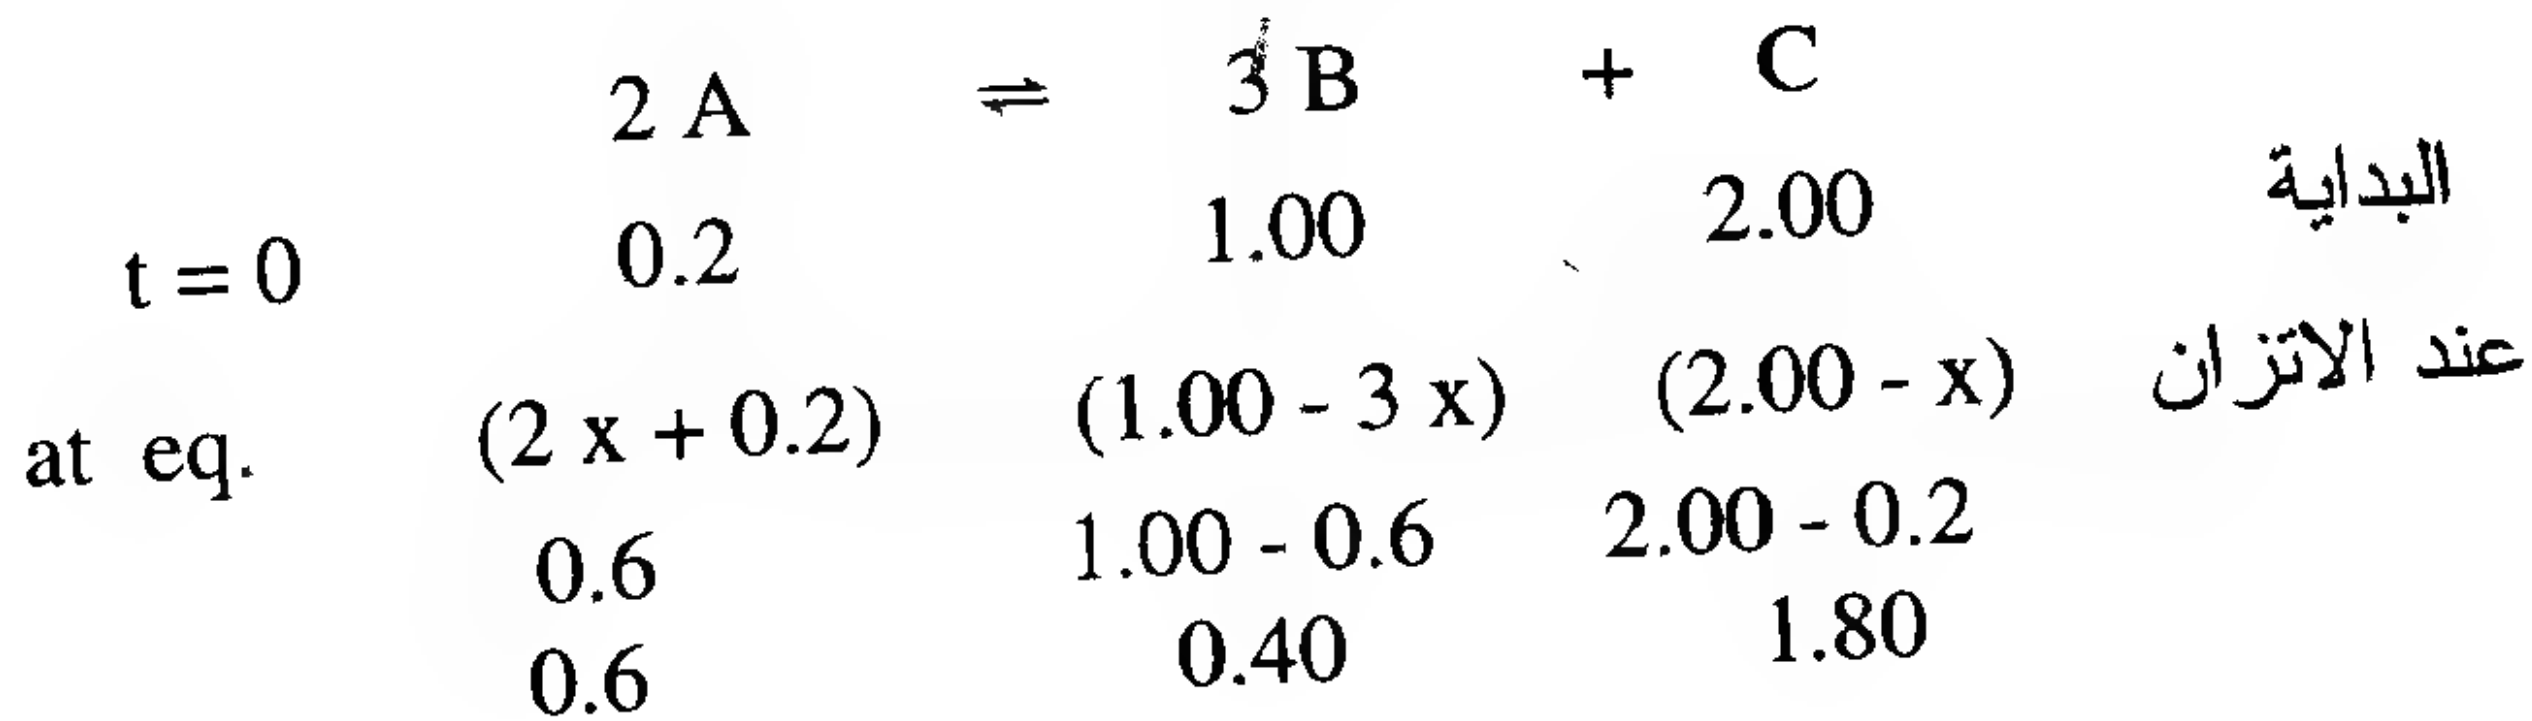 2 A ⇌ 3 B + C
t = 0 0.2 1.00 2.00 البداية
at eq. (2 x + 0.2) (1.00 - 3 x) (2.00 - x) عند الاتزان
0.6 1.00 - 0.6 2.00 - 0.2
0.6 0.40 1.80